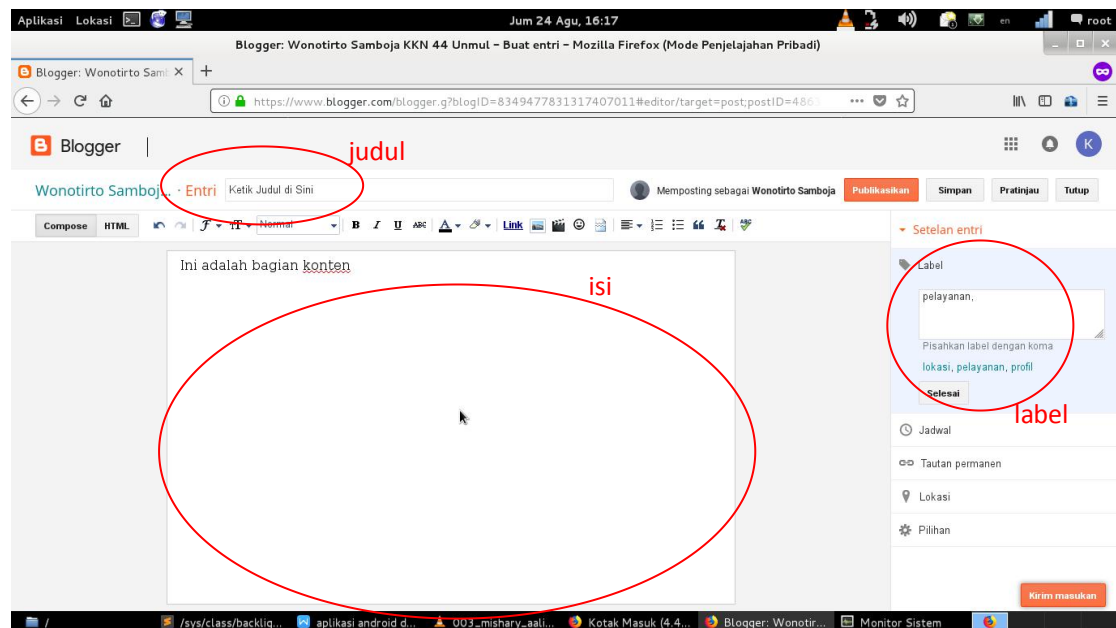 Aplikasi Lokasi Jum 24 Agu, 16:17 en root
Blogger: Wonotirto Samboja KKN 44 Unmul – Buat entri – Mozilla Firefox (Mode Penjelajahan Pribadi)
Blogger: Wonotirto Sam
https://www.blogger.com/blogger.g?blogID=8349477831317407011#editor/target=post;postID=486
Blogger K
judul
Wonotirto Samboj... · Entri Ketik Judul di Sini Memposting sebagai Wonotirto Samboja Publikasikan Simpan Pratinjau Tutup
Compose HTML Normal B I U ABC A Link ABC
Setelan entri
Ini adalah bagian konten
isi
Label
pelayanan,
Pisahkan label dengan koma
lokasi, pelayanan, profil
Selesai
label
Jadwal
Tautan permanen
Lokasi
Pilihan
Kirim masukan
/ /sys/class/backlig... aplikasi android d... 003_mishary_aali... Kotak Masuk (4.4... Blogger: Wonotir... Monitor Sistem